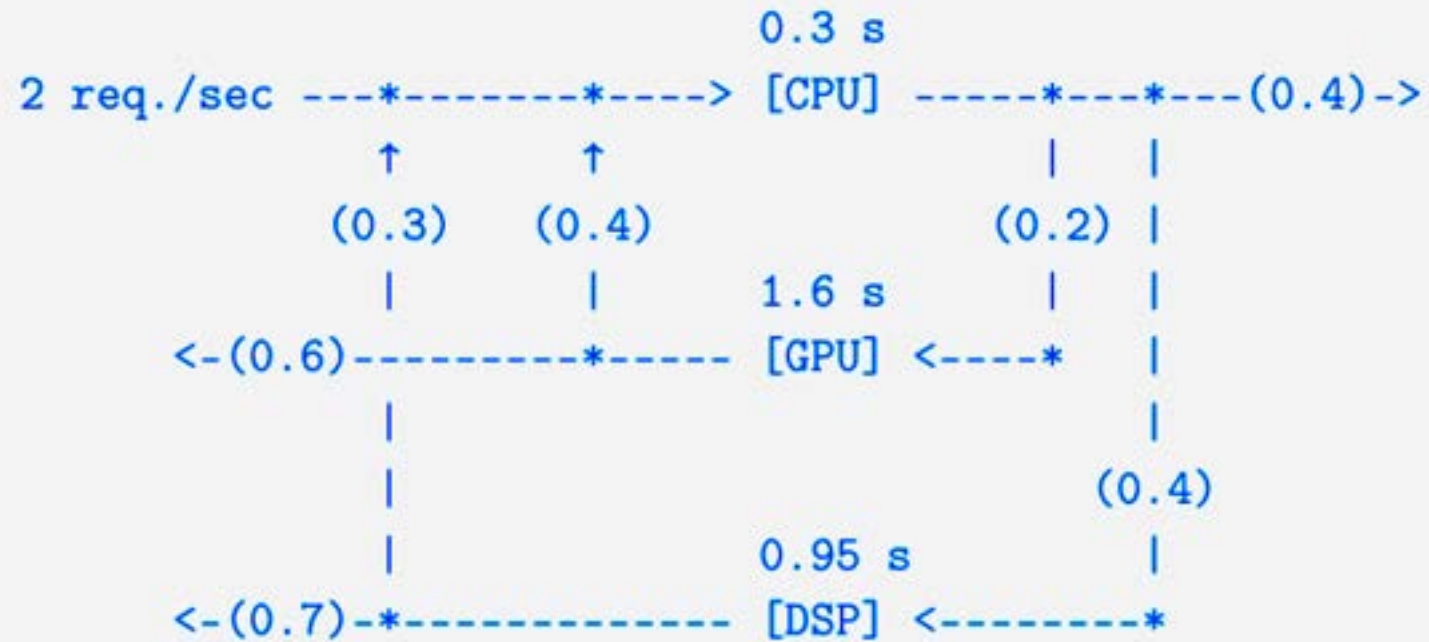 0.3 s
2 req./sec ---*-------*----> [CPU] -----*---*---(0.4)->
↑ ↑ | |
(0.3) (0.4) (0.2) |
| | 1.6 s | |
<-(0.6)---------*----- [GPU] <----* |
| |
| (0.4)
| 0.95 s |
<-(0.7)-*------------- [DSP] <--------*